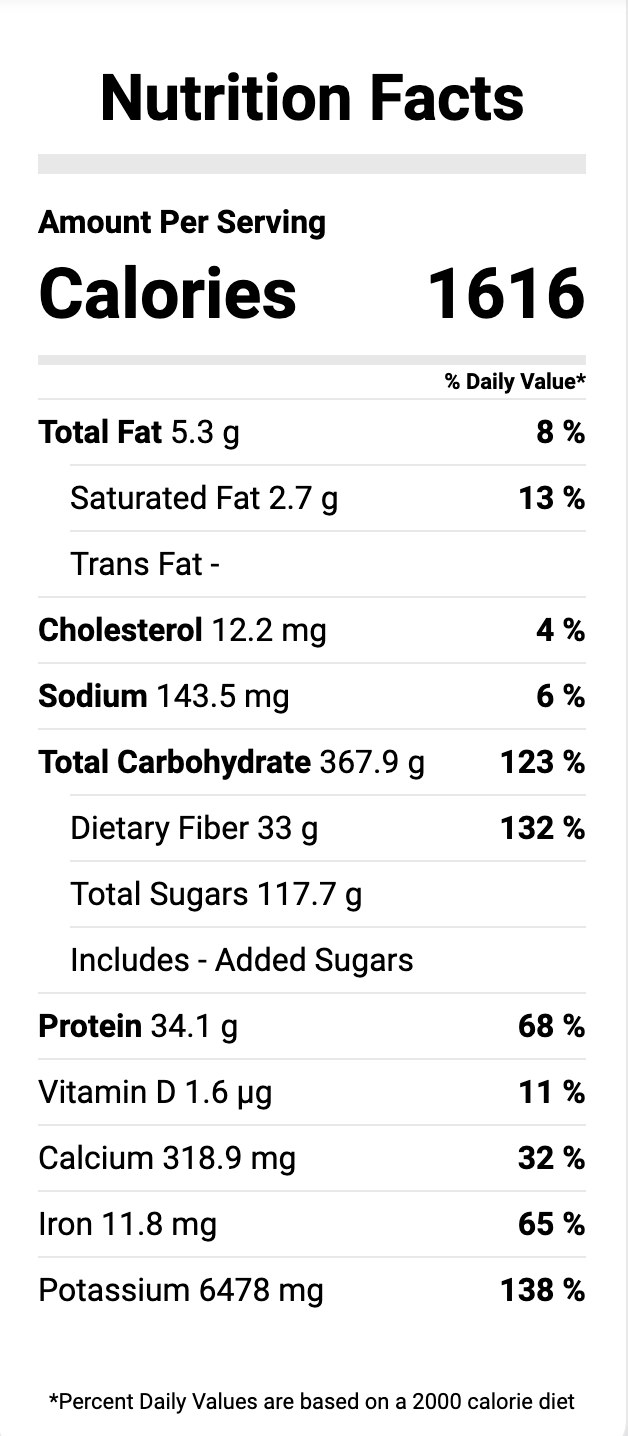 Nutrition Facts
Amount Per Serving
Calories 1616
% Daily Value*
Total Fat 5.3 g 8 %
Saturated Fat 2.7 g 13 %
Trans Fat -
Cholesterol 12.2 mg 4 %
Sodium 143.5 mg 6 %
Total Carbohydrate 367.9 g 123 %
Dietary Fiber 33 g 132 %
Total Sugars 117.7 g
Includes - Added Sugars
Protein 34.1 g 68 %
Vitamin D 1.6 µg 11 %
Calcium 318.9 mg 32 %
Iron 11.8 mg 65 %
Potassium 6478 mg 138 %
*Percent Daily Values are based on a 2000 calorie diet